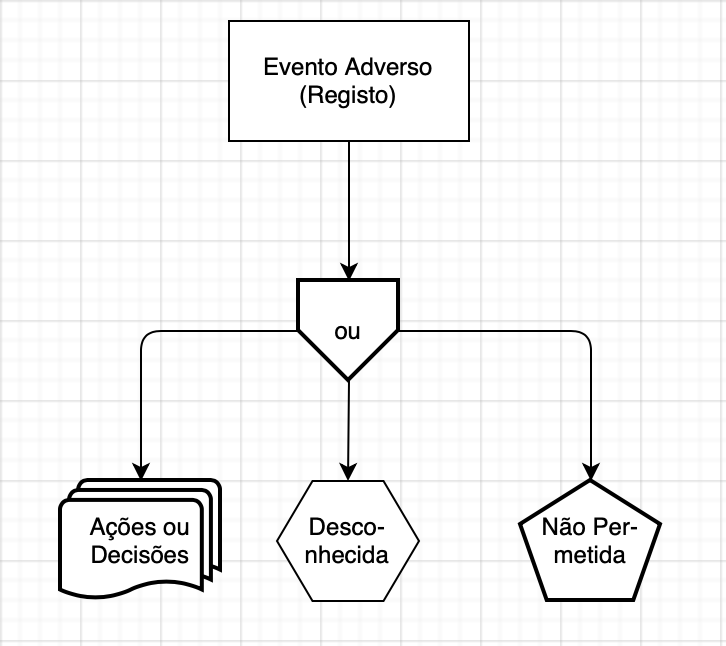 Evento Adverso
(Registo)
ou
Ações ou
Decisões
Desco-
nhecida
Não Per-
metida